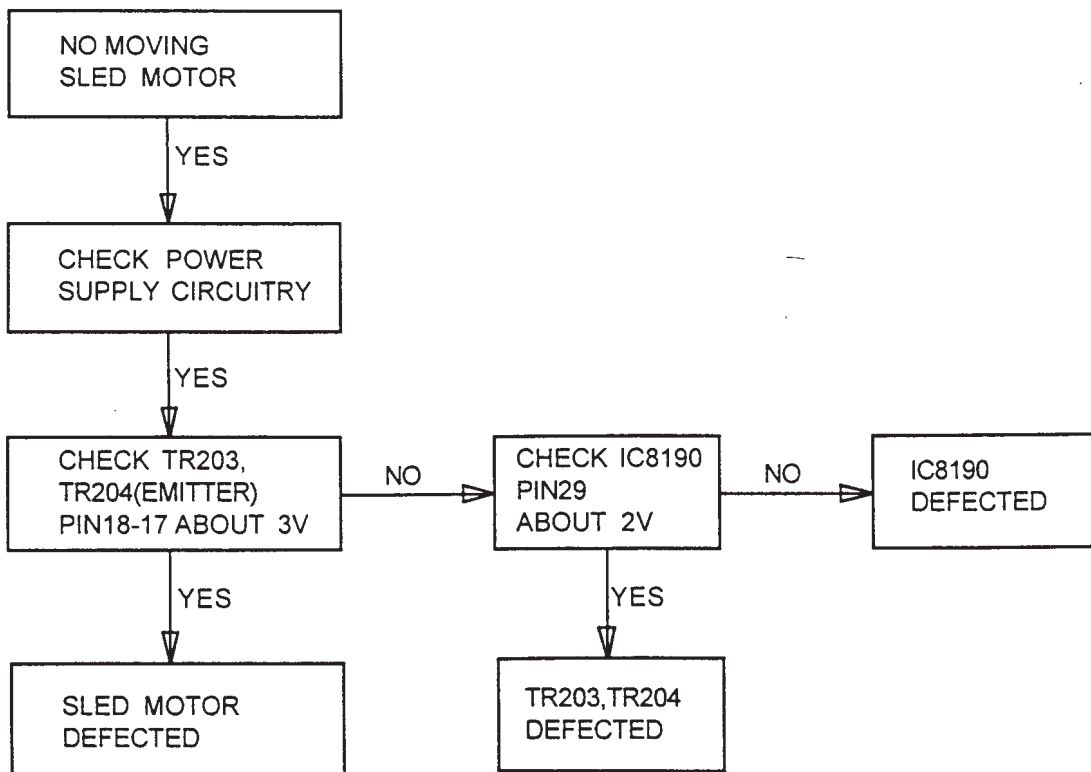 NO MOVING
SLED MOTOR
YES
CHECK POWER
SUPPLY CIRCUITRY
YES
CHECK TR203,
TR204(EMITTER)
PIN18-17 ABOUT 3V
NO
CHECK IC8190
PIN29
ABOUT 2V
NO
IC8190
DEFECTED
YES
SLED MOTOR
DEFECTED
YES
TR203,TR204
DEFECTED